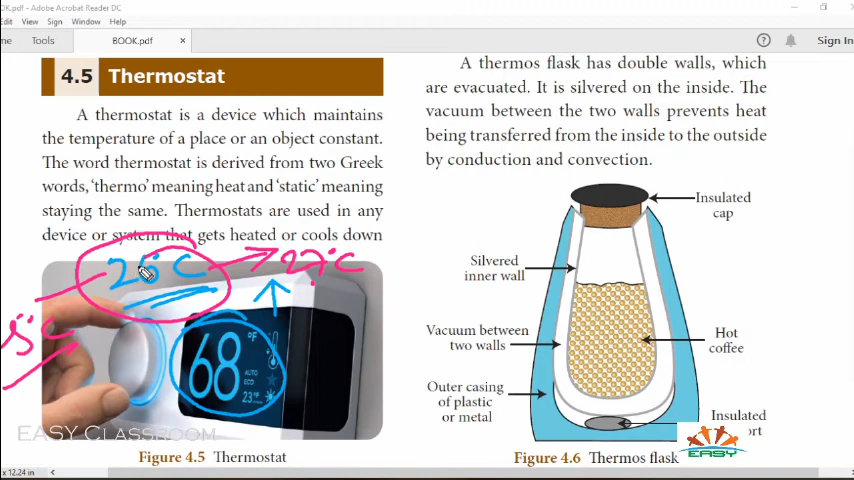 BOOK.pdf - Adobe Acrobat Reader DC
Edit View Sign Window Help
me Tools BOOK.pdf × ? Sign In
4.5 Thermostat
A thermostat is a device which maintains
the temperature of a place or an object constant.
The word thermostat is derived from two Greek
words, ‘thermo’ meaning heat and ‘static’ meaning
staying the same. Thermostats are used in any
device or system that gets heated or cools down
25°C
27°C
5°C
68 °F
AUTO
ECO
23
EASY Classroom
Figure 4.5 Thermostat
A thermos flask has double walls, which
are evacuated. It is silvered on the inside. The
vacuum between the two walls prevents heat
being transferred from the inside to the outside
by conduction and convection.
Insulated
cap
Silvered
inner wall
Vacuum between
two walls
Hot
coffee
Outer casing
of plastic
or metal
Insulated
ort
EASY
Figure 4.6 Thermos flask
x 12.24 in